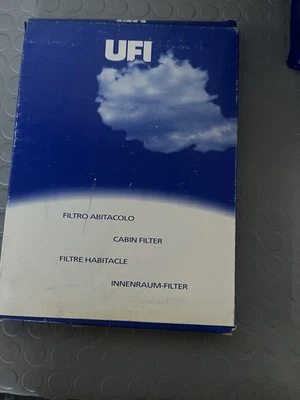 UFI
FILTRO ABITACOLO
CABIN FILTER
FILTRE HABITACLE
INNENRAUM-FILTER